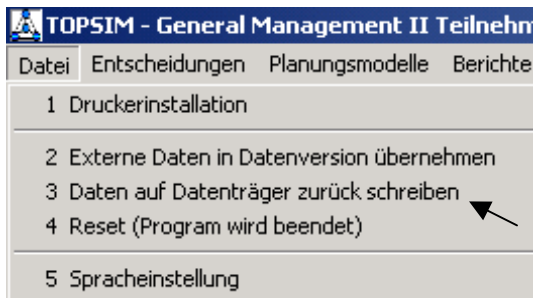 TOPSIM - General Management II Teilnehm
Datei Entscheidungen Planungsmodelle Berichte
1 Druckerinstallation
2 Externe Daten in Datenversion übernehmen
3 Daten auf Datenträger zurück schreiben
4 Reset (Program wird beendet)
5 Spracheinstellung